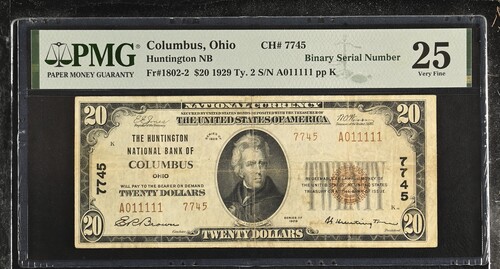 PMG
PAPER MONEY GUARANTY
Columbus, Ohio CH# 7745
Huntington NB Binary Serial Number
Fr#1802-2 $20 1929 Ty. 2 S/N A011111 pp K
25
Very Fine
20 NATIONAL CURRENCY 20
THE UNITED STATES OF AMERICA
7745 A011111
K
THE HUNTINGTON
NATIONAL BANK OF
COLUMBUS
OHIO
WILL PAY TO THE BEARER ON DEMAND
TWENTY DOLLARS
A011111 7745
7745
7745
SERIES OF
1929
20 TWENTY DOLLARS 20